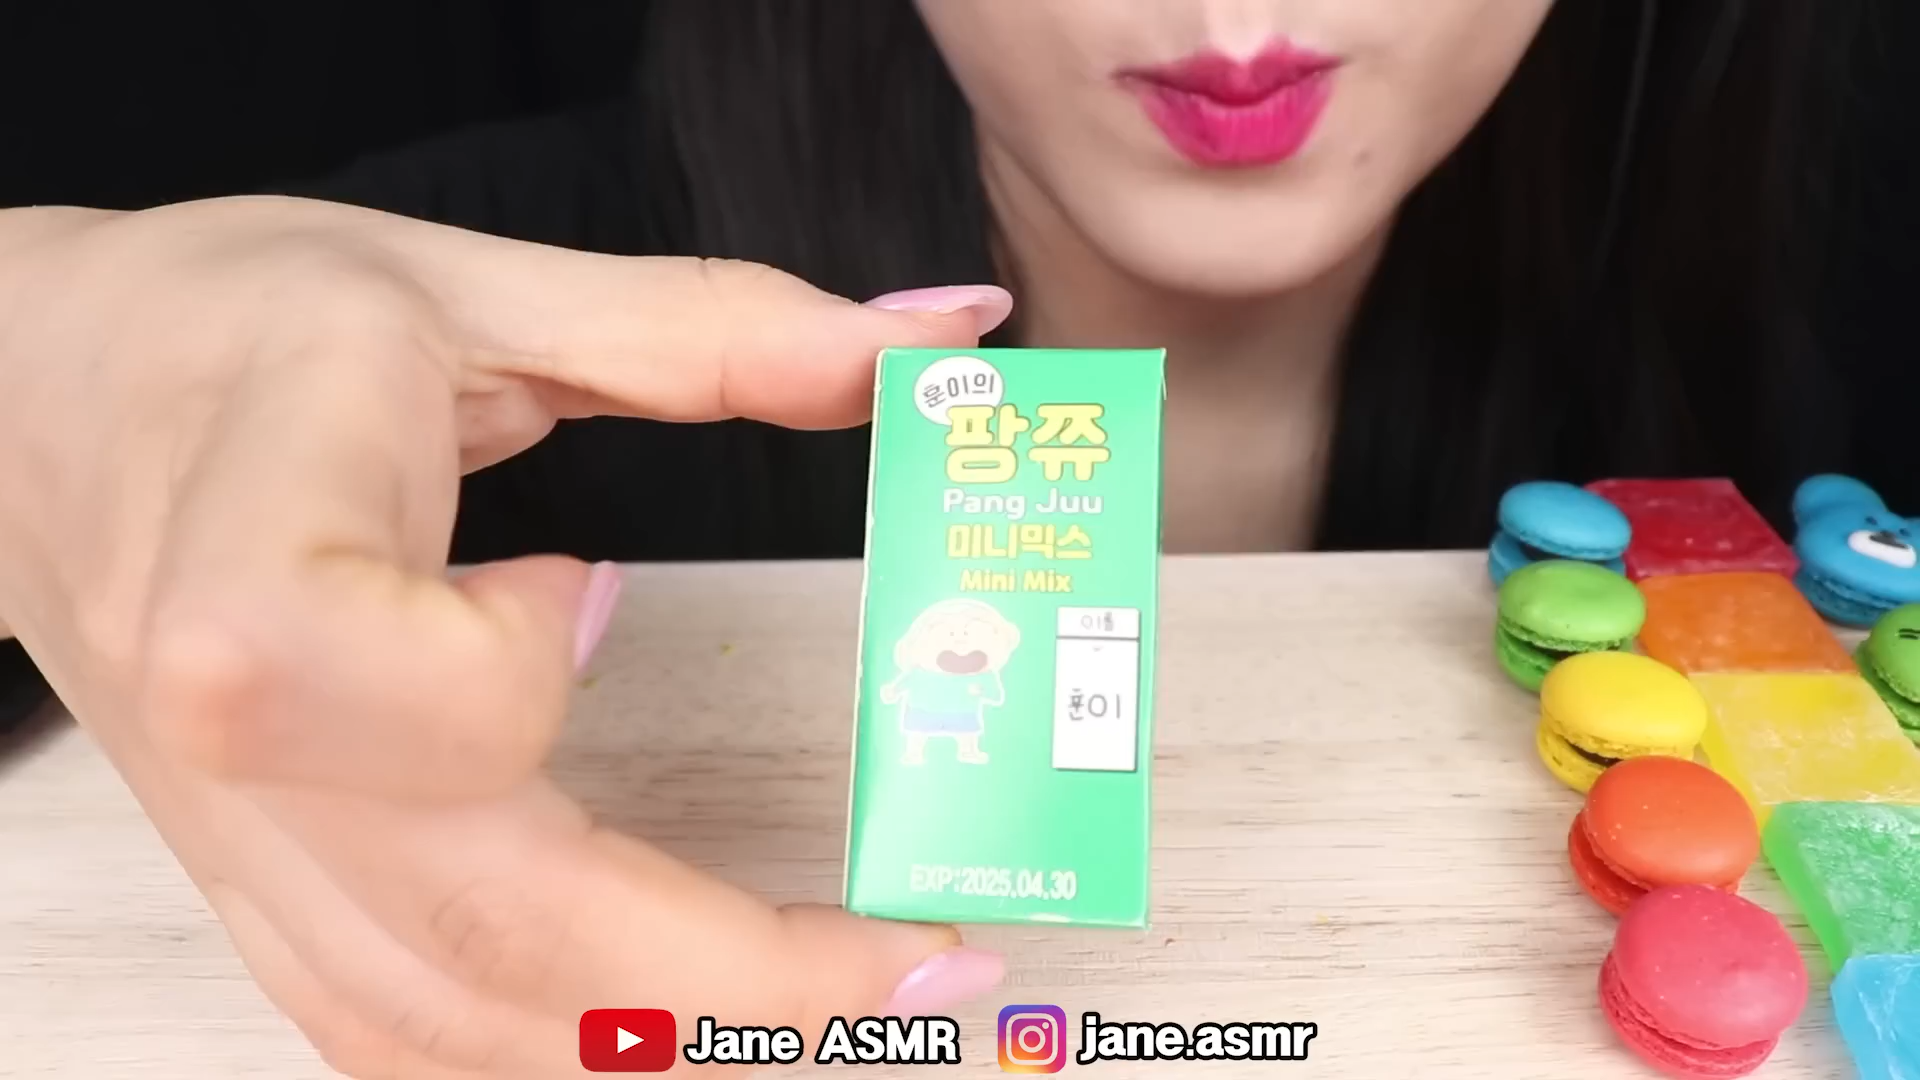 훈이의
팡쮸
Pang Juu
미니믹스
Mini Mix
이름
훈이
EXP:2025.04.30
Jane ASMR
jane.asmr